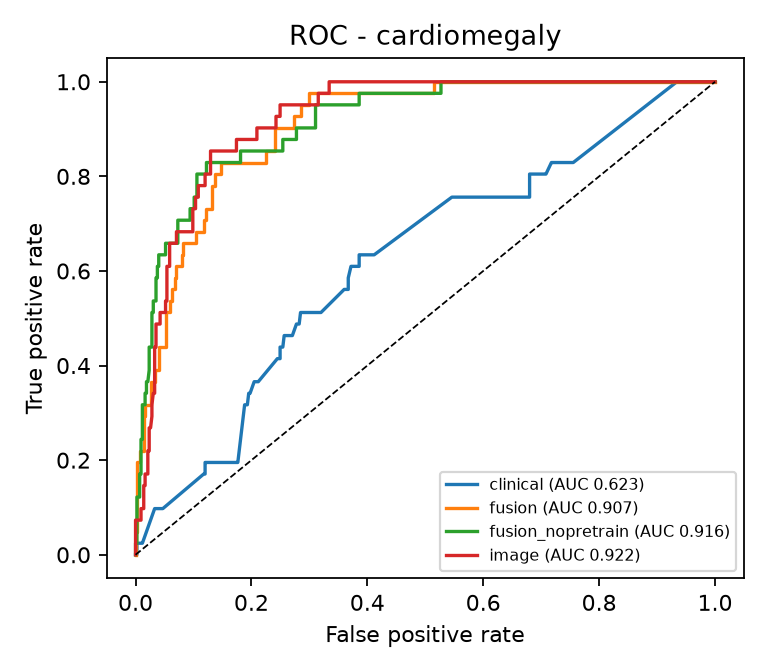 ROC - cardiomegaly
True positive rate
1.0
0.8
0.6
0.4
0.2
0.0
clinical (AUC 0.623)
fusion (AUC 0.907)
fusion_nopretrain (AUC 0.916)
image (AUC 0.922)
0.0 0.2 0.4 0.6 0.8 1.0
False positive rate